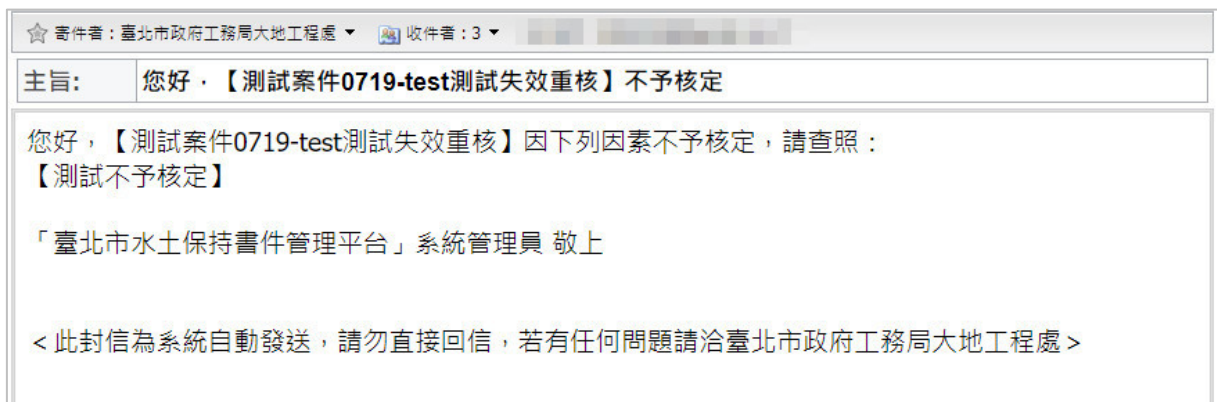 寄件者：臺北市政府工務局大地工程處 收件者：3
主旨: 您好，【測試案件0719-test測試失效重核】不予核定
您好，【測試案件0719-test測試失效重核】因下列因素不予核定，請查照：
【測試不予核定】
「臺北市水土保持書件管理平台」系統管理員 敬上
＜此封信為系統自動發送，請勿直接回信，若有任何問題請洽臺北市政府工務局大地工程處＞